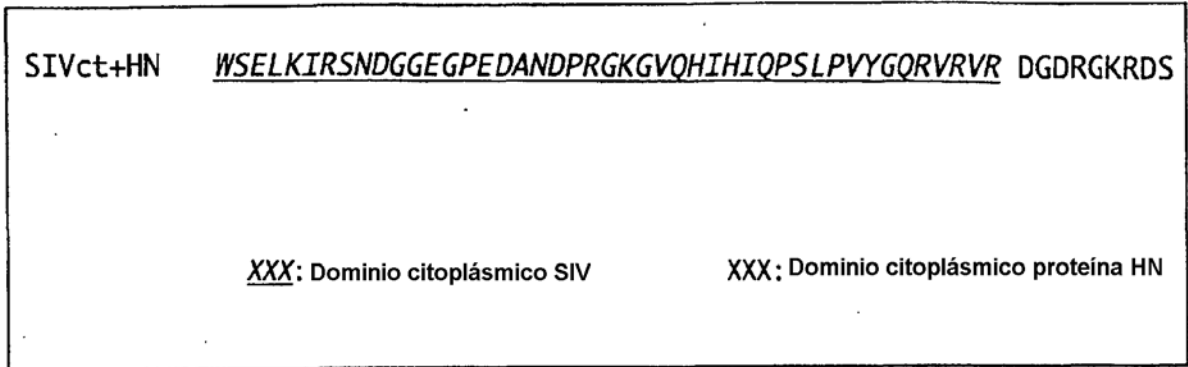 SIVct+HN WSELKIRSNDGGEGPEDANDPRGKGVQHIHIQPSLPVYGQRVRVR DGDRGKRDS
XXX: Dominio citoplásmico SIV XXX: Dominio citoplásmico proteína HN